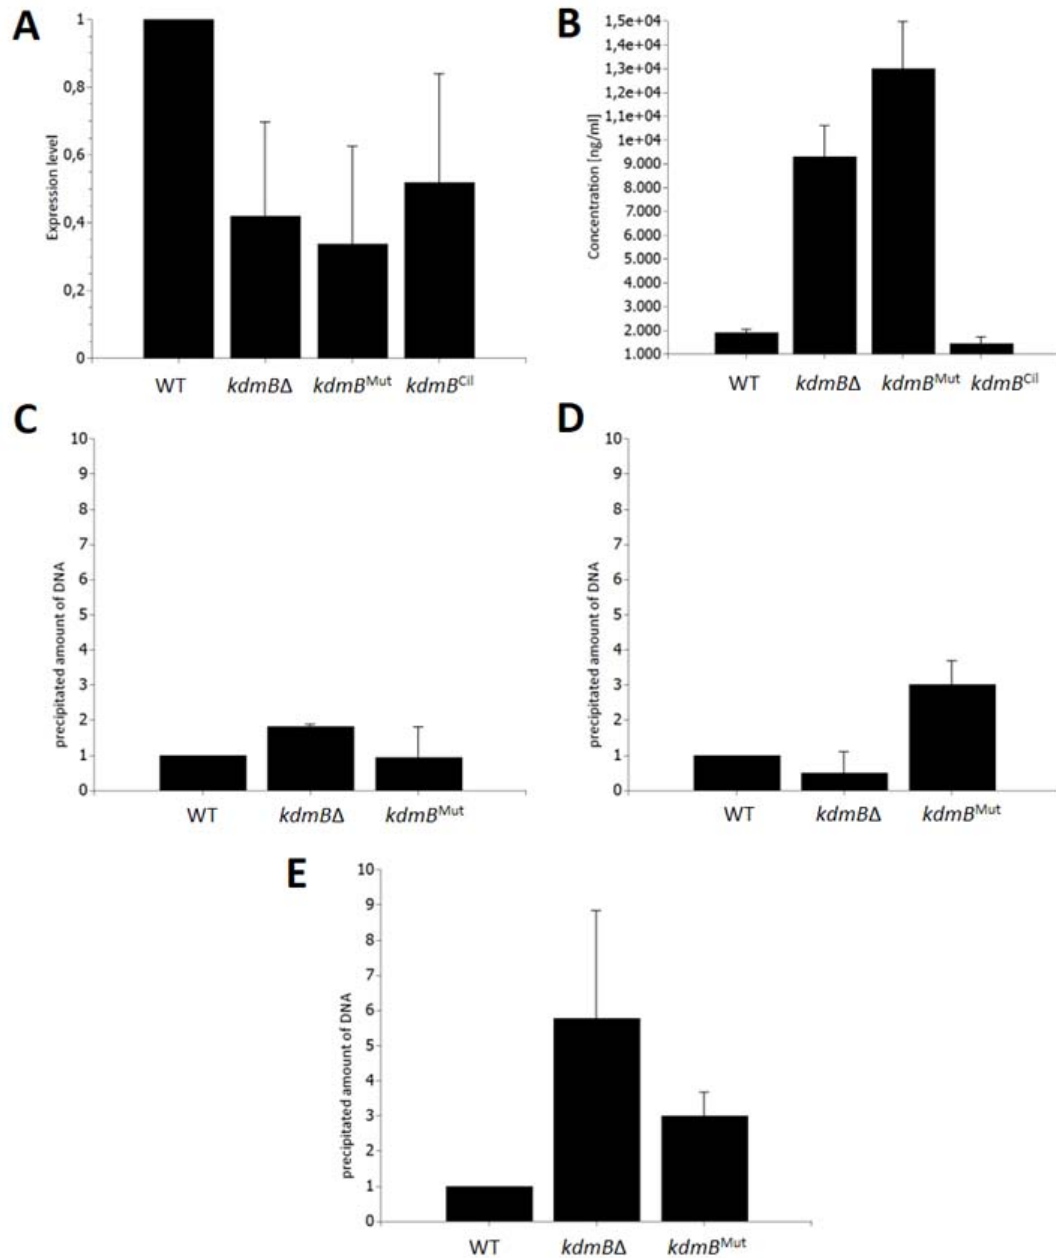 A
Expression level
1
0,8
0,6
0,4
0,2
0
WT kdmBΔ kdmBMut kdmBCil
B
Concentration [ng/ml]
1,5e+04
1,4e+04
1,3e+04
1,2e+04
1,1e+04
1e+04
9.000
8.000
7.000
6.000
5.000
4.000
3.000
2.000
1.000
WT kdmBΔ kdmBMut kdmBCil
C
precipitated amount of DNA
10
9
8
7
6
5
4
3
2
1
0
WT kdmBΔ kdmBMut
D
precipitated amount of DNA
10
9
8
7
6
5
4
3
2
1
0
WT kdmBΔ kdmBMut
E
precipitated amount of DNA
10
9
8
7
6
5
4
3
2
1
0
WT kdmBΔ kdmBMut